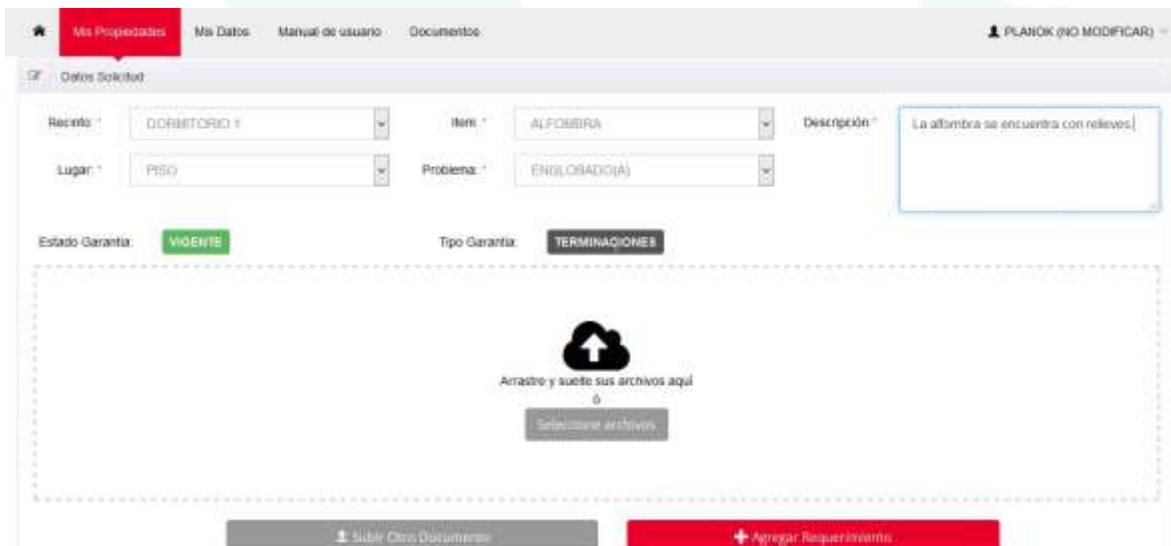 Mis Propiedades Mis Datos Manual de usuario Documentos PLANOK (NO MODIFICAR)
Datos Solicitud
Recinto: * DORMITORIO 1 Item: * ALFOMBRA Descripción: * La alfombra se encuentra con relieves.
Lugar: * PISO Problema: * ENGLOBADO(A)
Estado Garantía: VIGENTE Tipo Garantía: TERMINACIONES
Arrastre y suelte sus archivos aquí
ó
Seleccione archivos
Subir Otro Documento Agregar Requerimiento